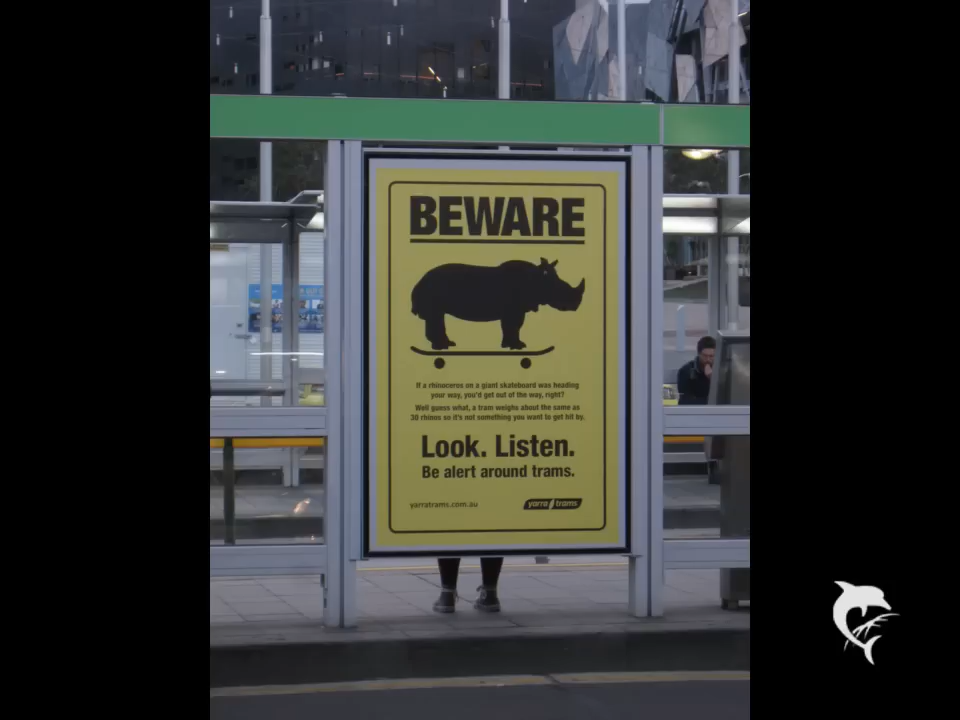 BEWARE
If a rhinoceros on a giant skateboard was heading
your way, you'd get out of the way, right?
Well guess what, a tram weighs about the same as
30 rhinos so it's not something you want to get hit by.
Look. Listen.
Be alert around trams.
yarratrams.com.au
yarra trams